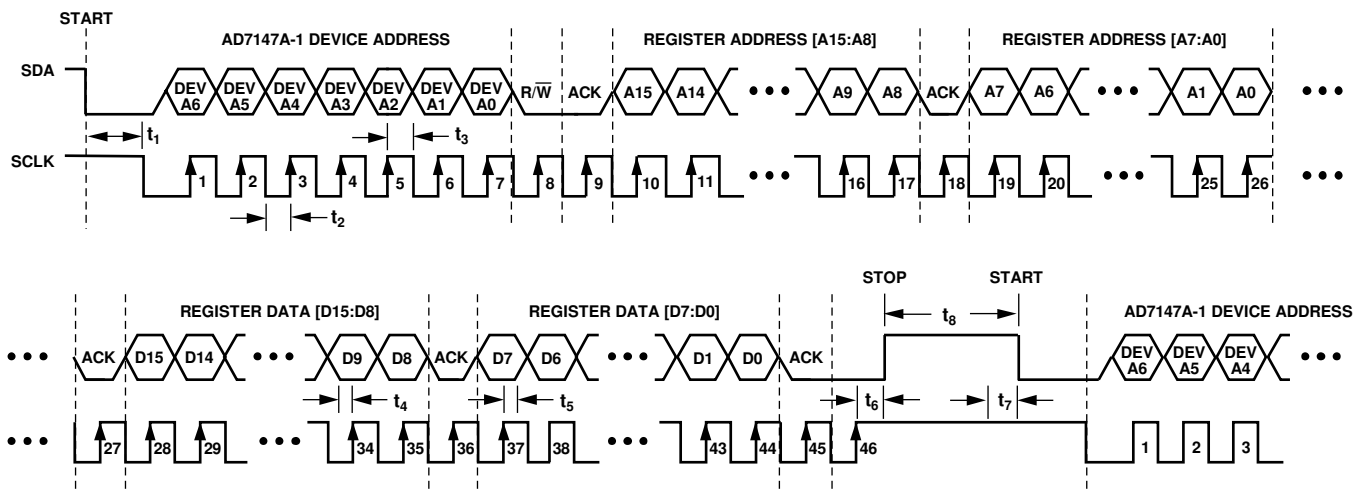 START
AD7147A-1 DEVICE ADDRESS
REGISTER ADDRESS [A15:A8]
REGISTER ADDRESS [A7:A0]
SDA
DEV A6
DEV A5
DEV A4
DEV A3
DEV A2
DEV A1
DEV A0
R/W̅
ACK
A15
A14
A9
A8
ACK
A7
A6
A1
A0
t1
t3
SCLK
1
2
3
4
5
6
7
8
9
10
11
16
17
18
19
20
25
26
t2
STOP
START
REGISTER DATA [D15:D8]
REGISTER DATA [D7:D0]
t8
AD7147A-1 DEVICE ADDRESS
ACK
D15
D14
D9
D8
ACK
D7
D6
D1
D0
ACK
DEV A6
DEV A5
DEV A4
t4
t5
t6
t7
27
28
29
34
35
36
37
38
43
44
45
46
1
2
3